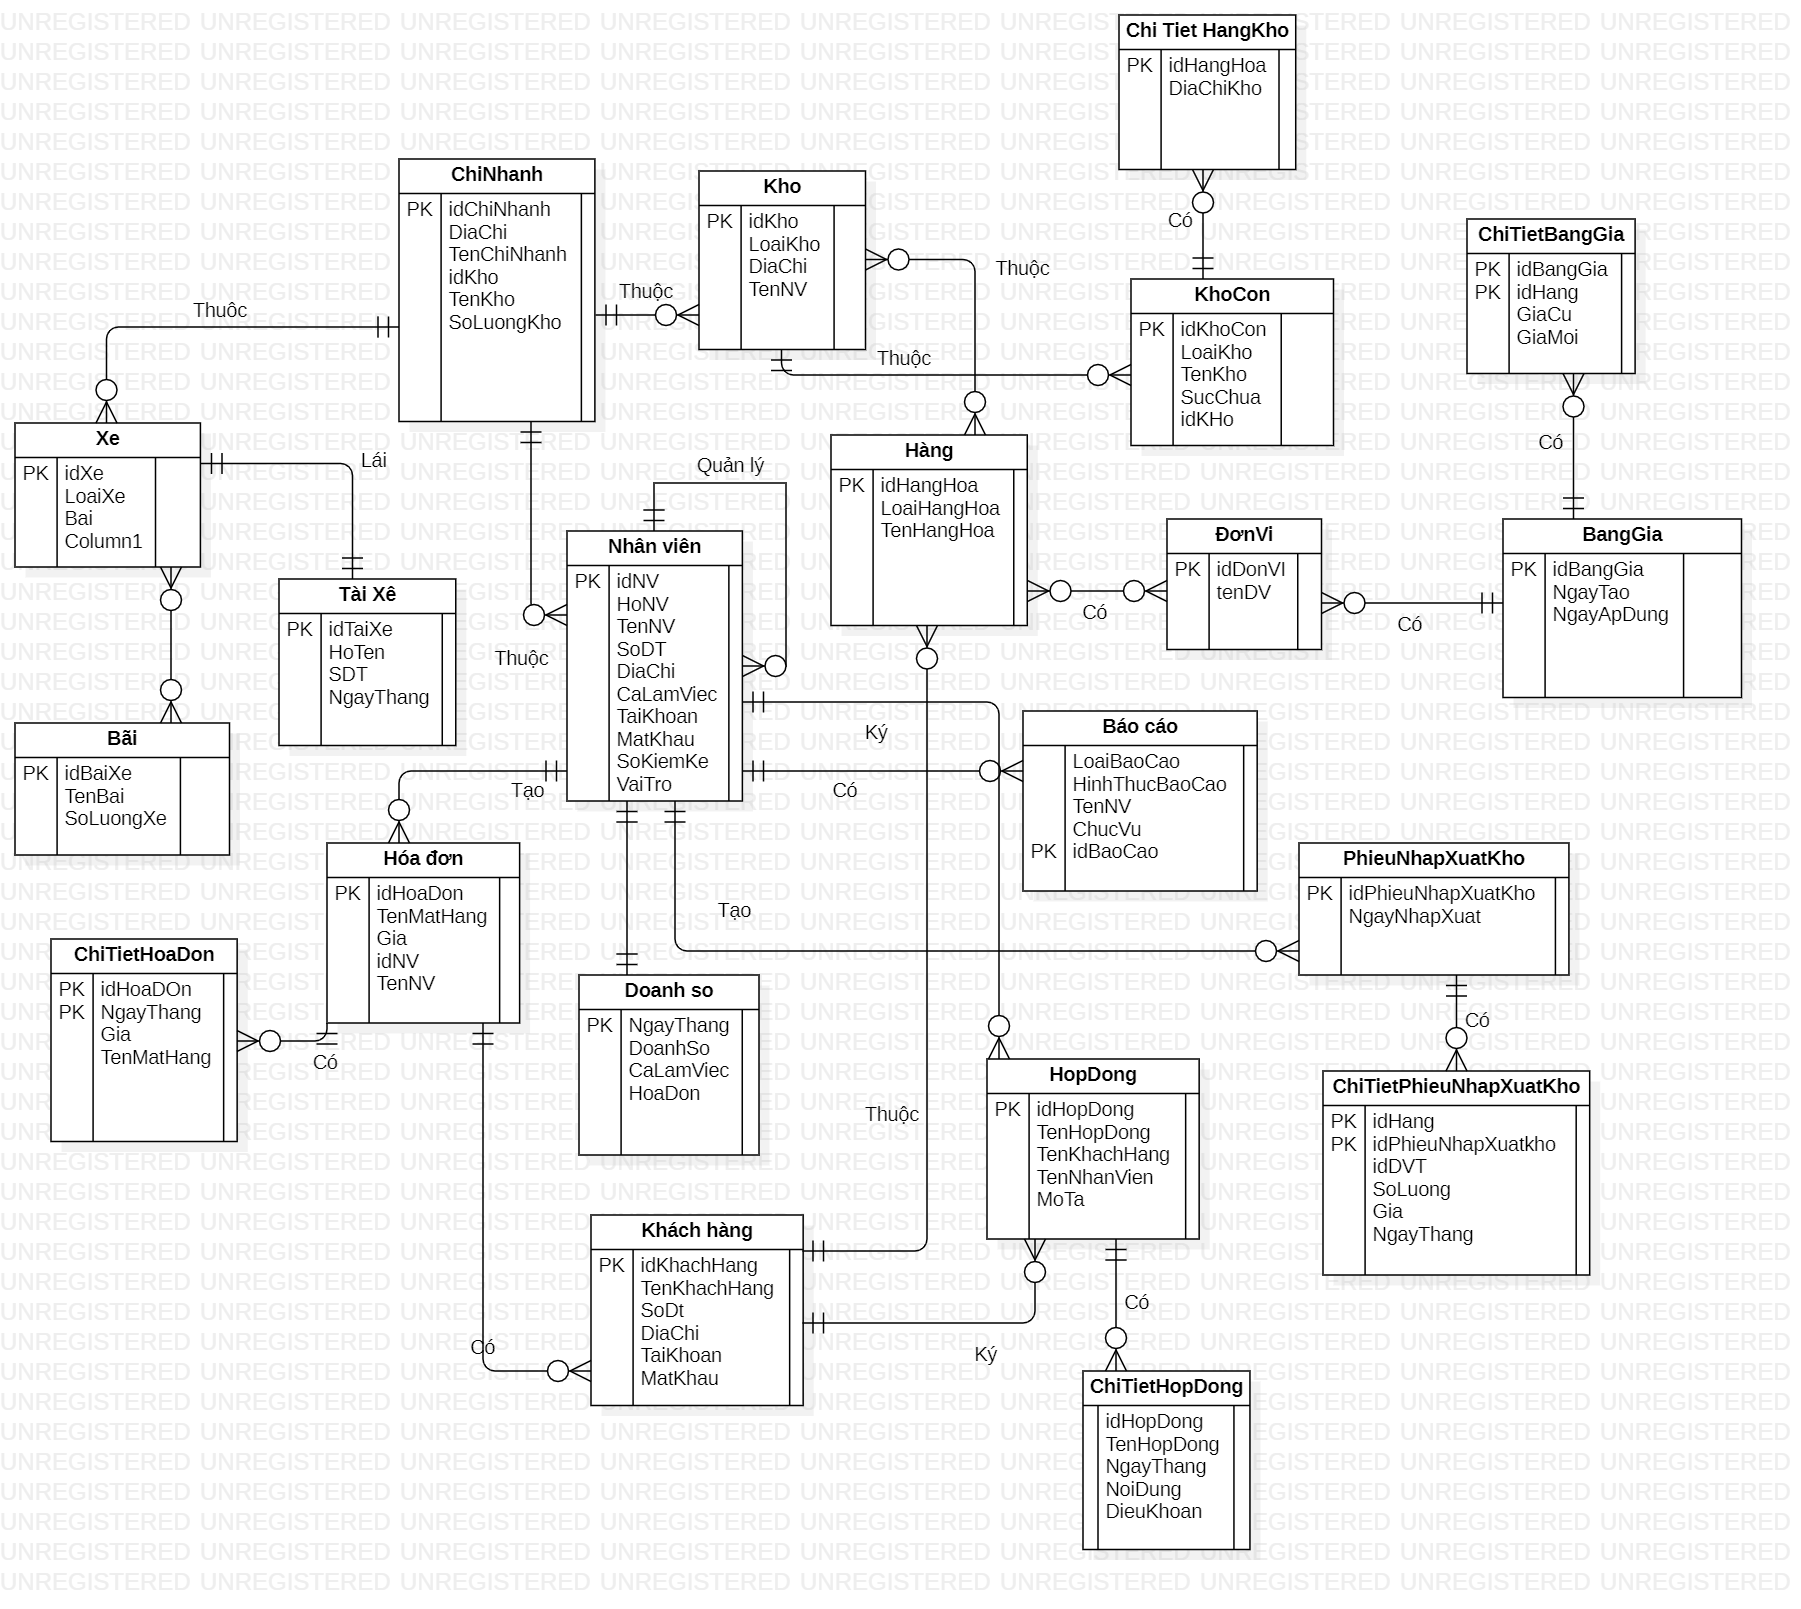 Chi Tiet HangKho
PK idHangHoa
DiaChiKho
Có
ChiNhanh
PK idChiNhanh
DiaChi
TenChiNhanh
idKho
TenKho
SoLuongKho
Thuộc
Kho
PK idKho
LoaiKho
DiaChi
TenNV
Thuộc
Thuộc
KhoCon
PK idKhoCon
LoaiKho
TenKho
SucChua
idKHo
ChiTietBangGia
PK idBangGia
PK idHang
GiaCu
GiaMoi
Có
Thuôc
Xe
PK idXe
LoaiXe
Bai
Column1
Lái
Tài Xê
PK idTaiXe
HoTen
SDT
NgayThang
Bãi
PK idBaiXe
TenBai
SoLuongXe
Quản lý
Nhân viên
PK idNV
HoNV
TenNV
SoDT
DiaChi
CaLamViec
TaiKhoan
MatKhau
SoKiemKe
VaiTro
Thuộc
Hàng
PK idHangHoa
LoaiHangHoa
TenHangHoa
Có
ĐơnVi
PK idDonVI
tenDV
Có
BangGia
PK idBangGia
NgayTao
NgayApDung
Ký
Có
Báo cáo
LoaiBaoCao
HinhThucBaoCao
TenNV
ChucVu
PK idBaoCao
Tạo
Hóa đơn
PK idHoaDon
TenMatHang
Gia
idNV
TenNV
ChiTietHoaDon
PK idHoaDOn
PK NgayThang
Gia
TenMatHang
Có
Tạo
Doanh so
PK NgayThang
DoanhSo
CaLamViec
HoaDon
PhieuNhapXuatKho
PK idPhieuNhapXuatKho
NgayNhapXuat
Có
ChiTietPhieuNhapXuatKho
PK idHang
PK idPhieuNhapXuatkho
idDVT
SoLuong
Gia
NgayThang
Thuộc
HopDong
PK idHopDong
TenHopDong
TenKhachHang
TenNhanVien
MoTa
Khách hàng
PK idKhachHang
TenKhachHang
SoDt
DiaChi
TaiKhoan
MatKhau
Có
Ký
Có
ChiTietHopDong
idHopDong
TenHopDong
NgayThang
NoiDung
DieuKhoan
UNREGISTERED